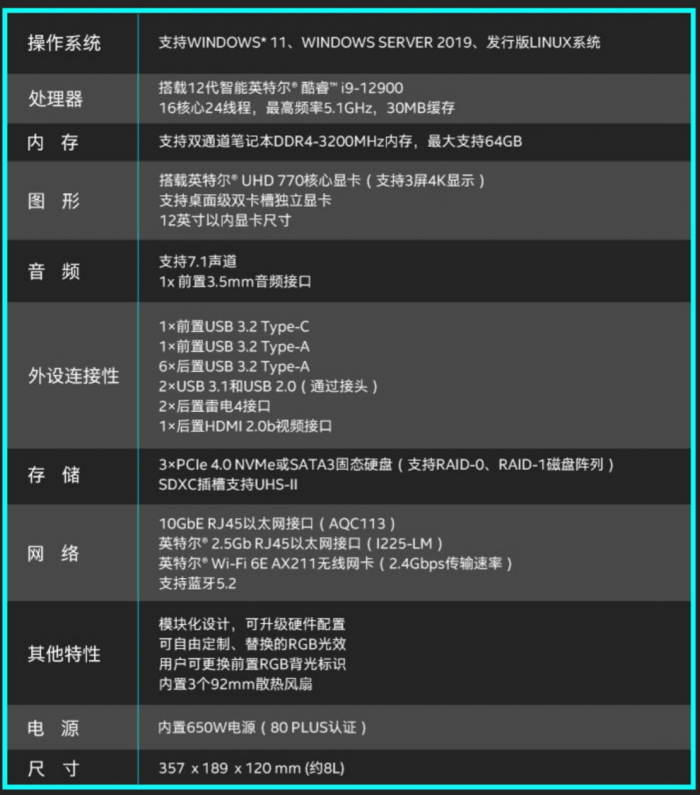 操作系统
支持WINDOWS* 11、WINDOWS SERVER 2019、发行版LINUX系统
处理器
搭载12代智能英特尔® 酷睿™ i9-12900
16核心24线程，最高频率5.1GHz，30MB缓存
内 存
支持双通道笔记本DDR4-3200MHz内存，最大支持64GB
图 形
搭载英特尔® UHD 770核心显卡（支持3屏4K显示）
支持桌面级双卡槽独立显卡
12英寸以内显卡尺寸
音 频
支持7.1声道
1x 前置3.5mm音频接口
外设连接性
1×前置USB 3.2 Type-C
1×前置USB 3.2 Type-A
6×后置USB 3.2 Type-A
2×USB 3.1和USB 2.0（通过接头）
2×后置雷电4接口
1×后置HDMI 2.0b视频接口
存 储
3×PCIe 4.0 NVMe或SATA3固态硬盘（支持RAID-0、RAID-1磁盘阵列）
SDXC插槽支持UHS-II
网 络
10GbE RJ45以太网接口（AQC113）
英特尔® 2.5Gb RJ45以太网接口（I225-LM）
英特尔® Wi-Fi 6E AX211无线网卡（2.4Gbps传输速率）
支持蓝牙5.2
其他特性
模块化设计，可升级硬件配置
可自由定制、替换的RGB光效
用户可更换前置RGB背光标识
内置3个92mm散热风扇
电 源
内置650W电源（80 PLUS认证）
尺 寸
357 x 189 x 120 mm (约8L)